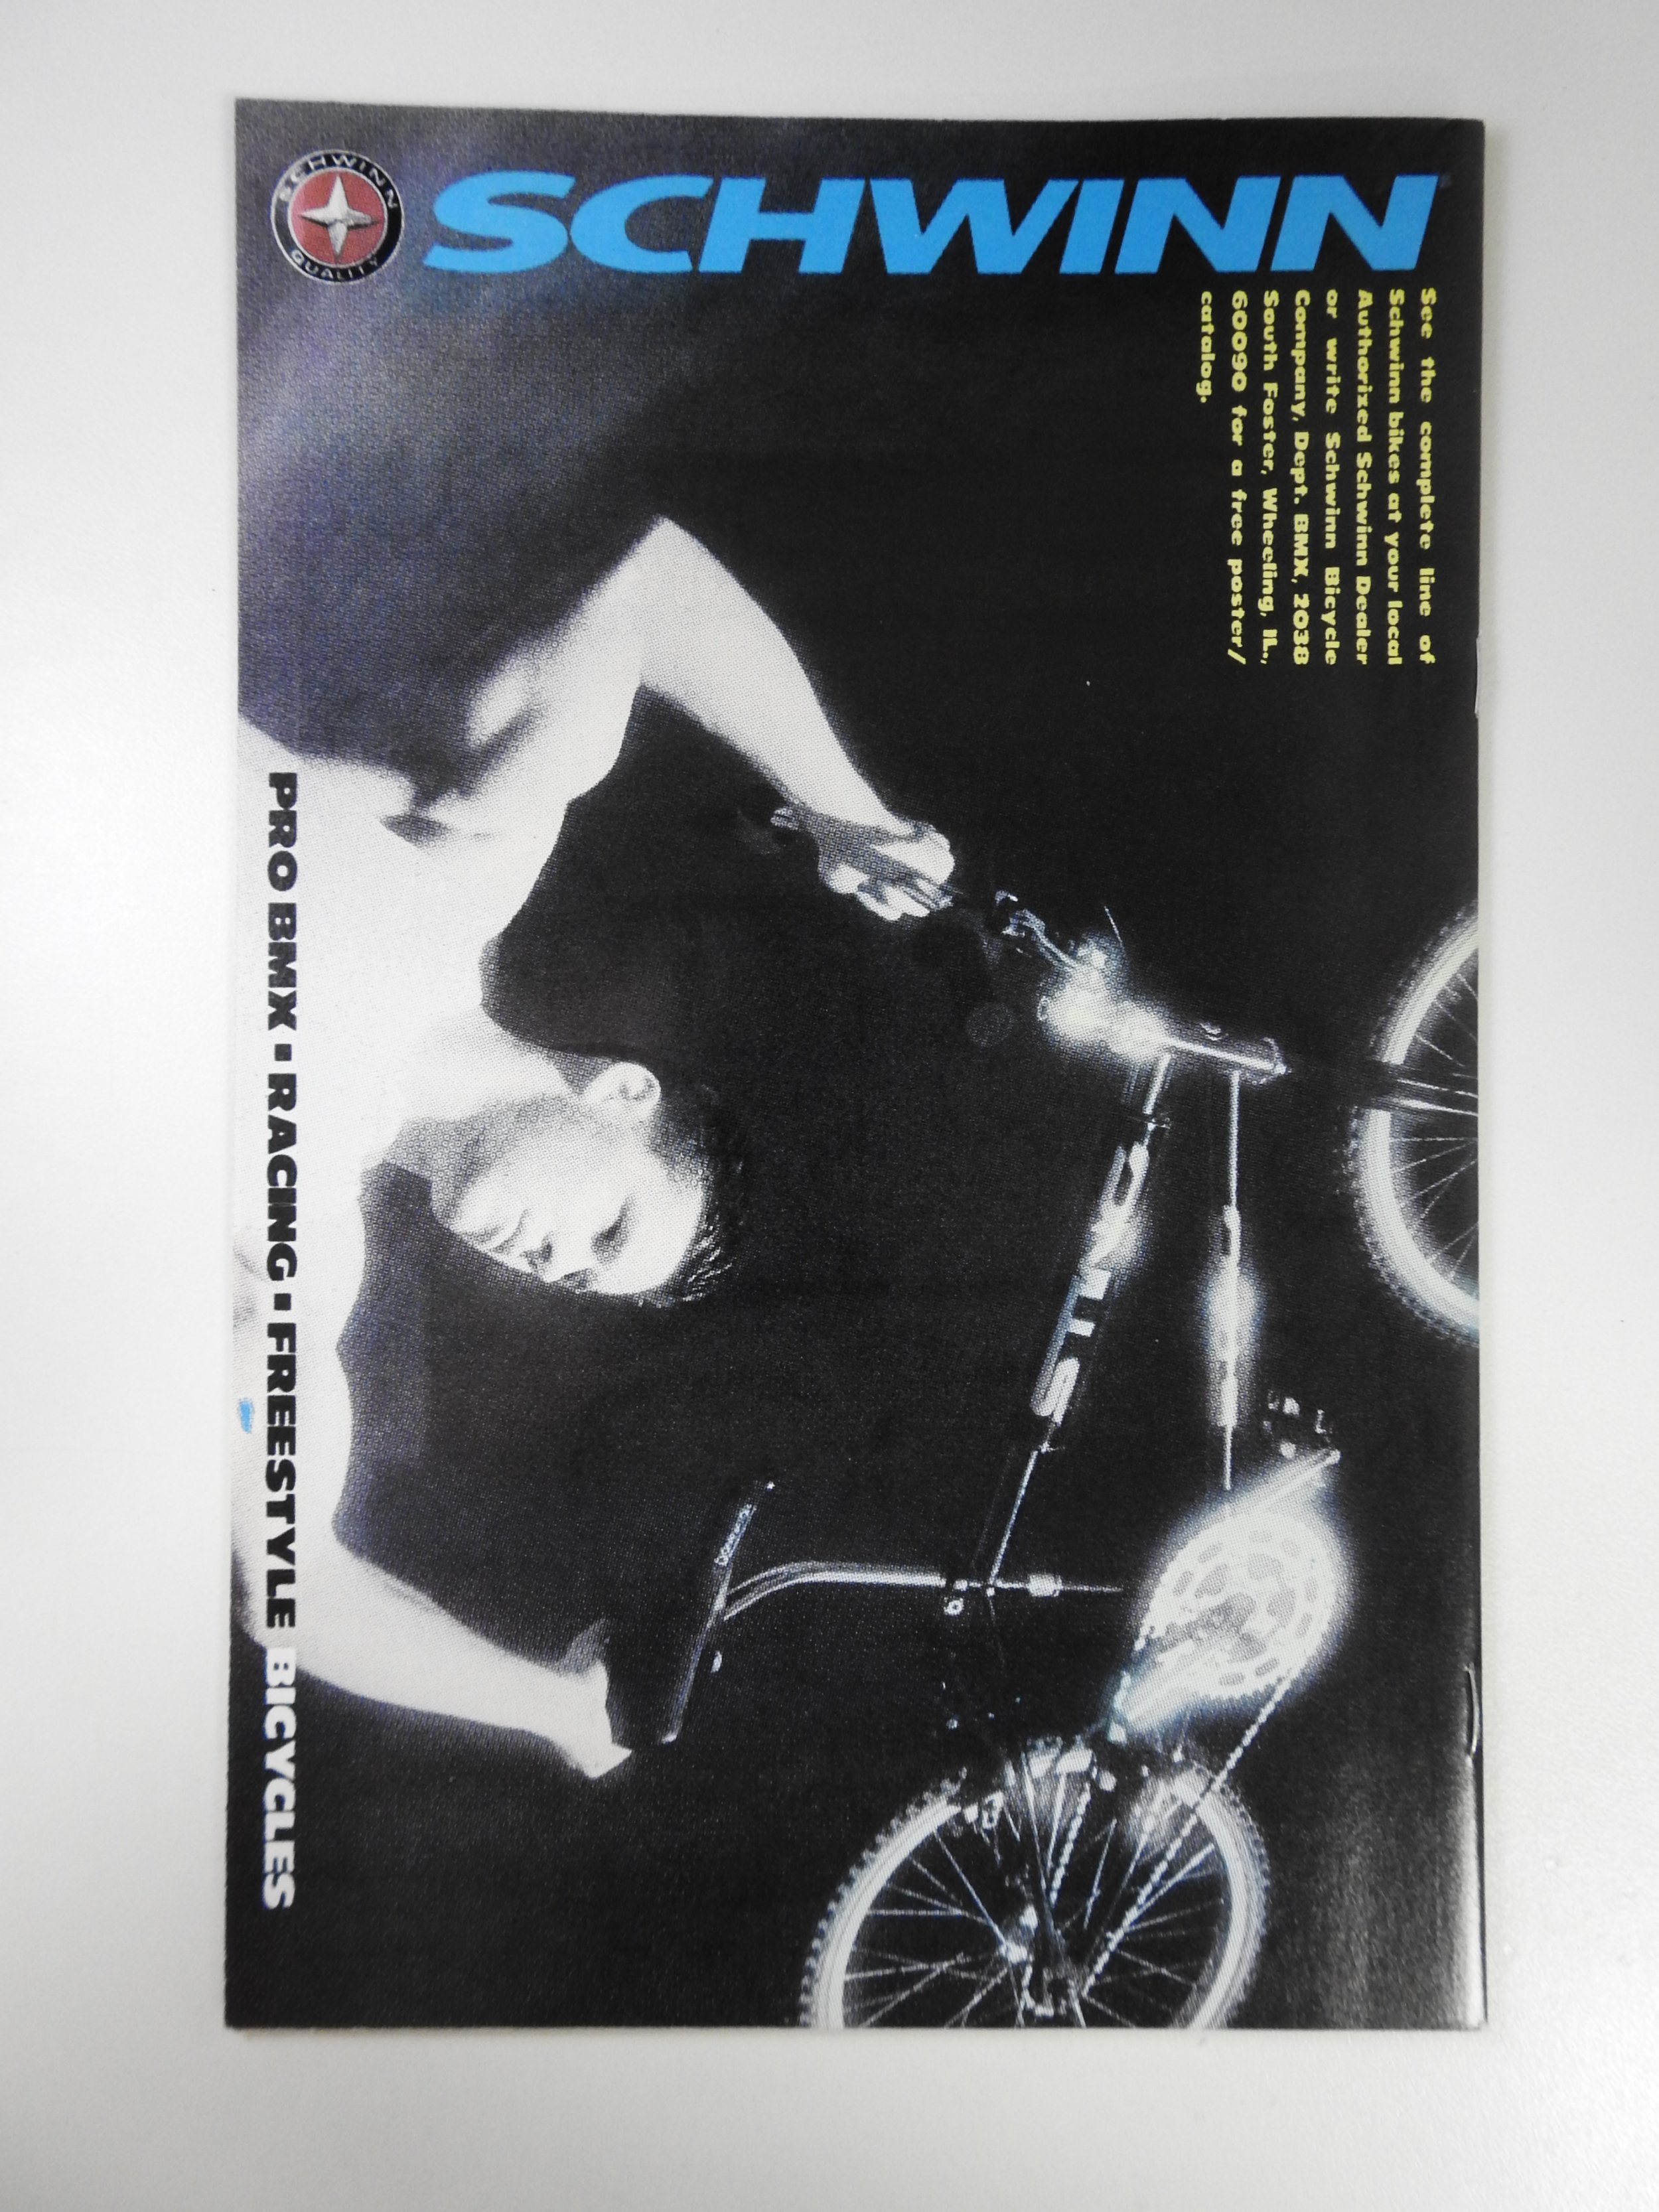 SCHWINN
QUALITY
SCHWINN
See the complete line of
Schwinn bikes at your local
Authorized Schwinn Dealer
or write Schwinn Bicycle
Company, Dept. BMX, 2038
South Foster, Wheeling, IL.,
60090 for a free poster/
catalog.
PRO BMX ▪ RACING ▪ FREESTYLE BICYCLES